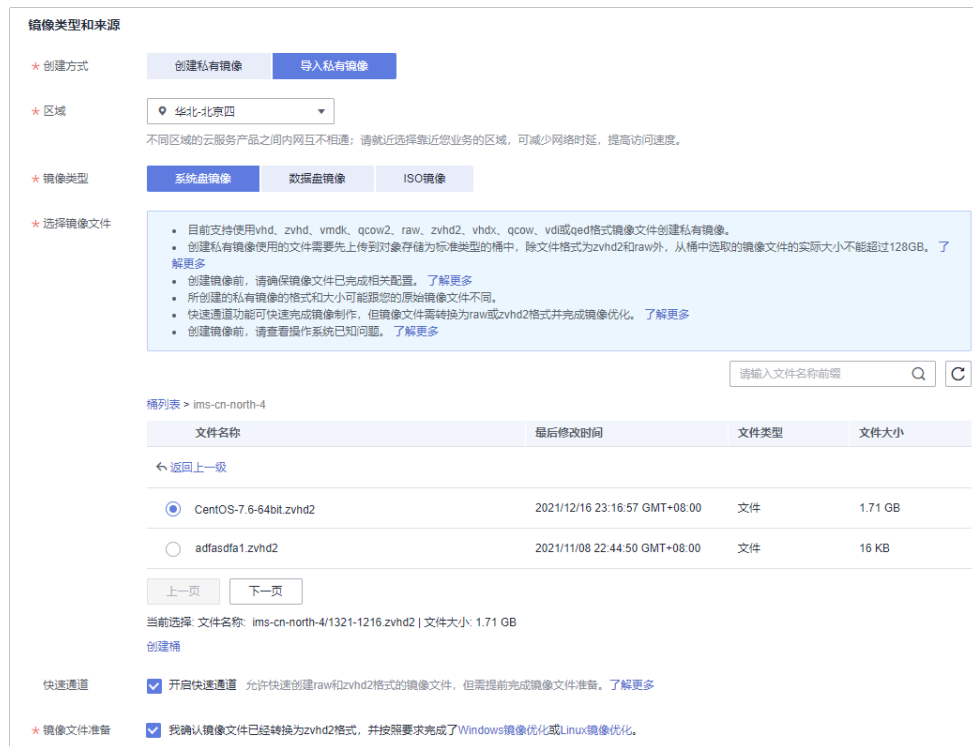 镜像类型和来源
★ 创建方式 创建私有镜像 导入私有镜像
★ 区域 华北-北京四
不同区域的云服务产品之间内网互不相通；请就近选择靠近您业务的区域，可减少网络时延，提高访问速度。
★ 镜像类型 系统盘镜像 数据盘镜像 ISO镜像
★ 选择镜像文件
• 目前支持使用vhd、zvhd、vmdk、qcow2、raw、zvhd2、vhdx、qcow、vdi或qed格式镜像文件创建私有镜像。
• 创建私有镜像使用的文件需要先上传到对象存储为标准类型的桶中，除文件格式为zvhd2和raw外，从桶中选取的镜像文件的实际大小不能超过128GB。 了
解更多
• 创建镜像前，请确保镜像文件已完成相关配置。 了解更多
• 所创建的私有镜像的格式和大小可能跟您的原始镜像文件不同。
• 快速通道功能可快速完成镜像制作，但镜像文件需转换为raw或zvhd2格式并完成镜像优化。 了解更多
• 创建镜像前，请查看操作系统已知问题。 了解更多
请输入文件名称前缀
桶列表 > ims-cn-north-4
文件名称 最后修改时间 文件类型 文件大小
返回上一级
CentOS-7.6-64bit.zvhd2 2021/12/16 23:16:57 GMT+08:00 文件 1.71 GB
adfasdfa1.zvhd2 2021/11/08 22:44:50 GMT+08:00 文件 16 KB
上一页 下一页
当前选择: 文件名称: ims-cn-north-4/1321-1216.zvhd2 | 文件大小: 1.71 GB
创建桶
快速通道 开启快速通道 允许快速创建raw和zvhd2格式的镜像文件，但需提前完成镜像文件准备。了解更多
★ 镜像文件准备 我确认镜像文件已经转换为zvhd2格式，并按照要求完成了Windows镜像优化或Linux镜像优化。